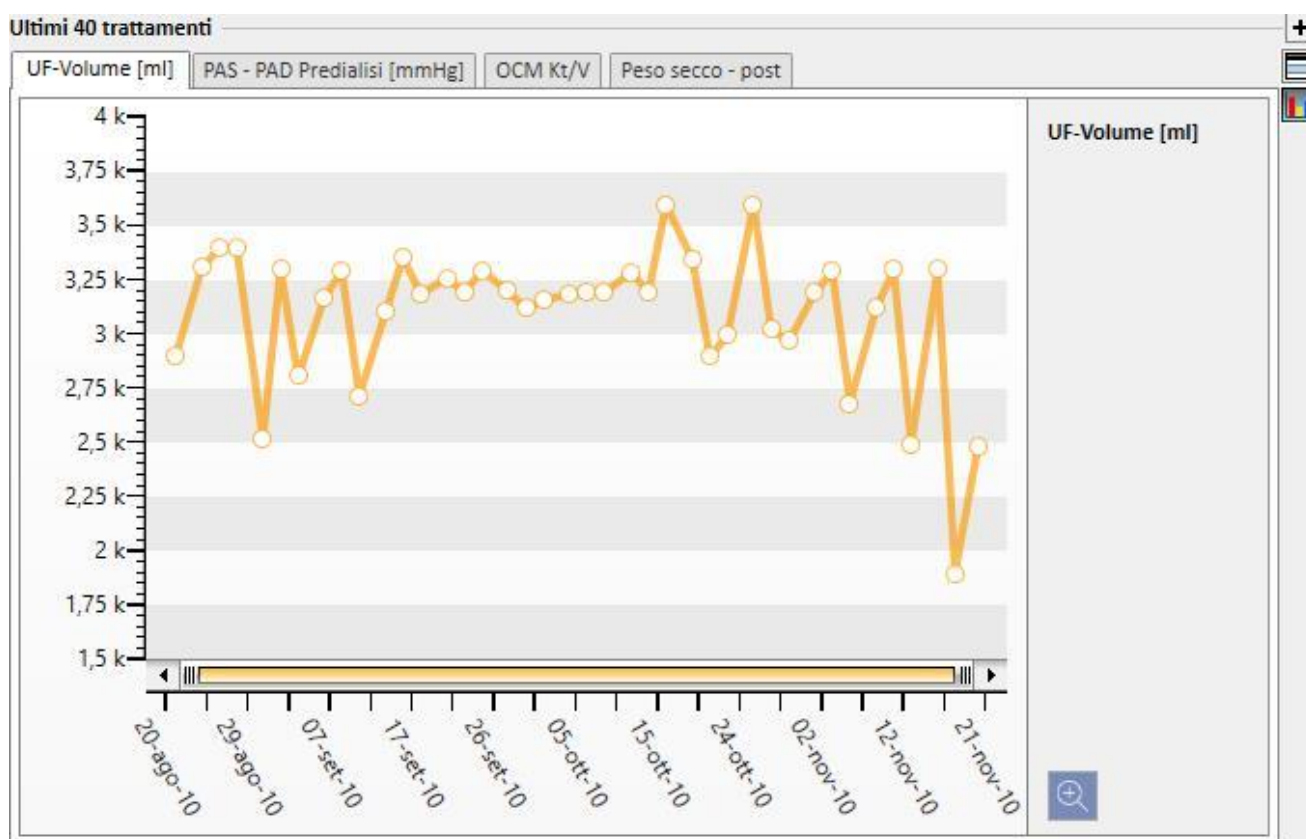 Ultimi 40 trattamenti
UF-Volume [ml]
PAS - PAD Predialisi [mmHg]
OCM Kt/V
Peso secco - post
UF-Volume [ml]
4 k
3,75 k
3,5 k
3,25 k
3 k
2,75 k
2,5 k
2,25 k
2 k
1,75 k
1,5 k
20-ago-10
29-ago-10
07-set-10
17-set-10
26-set-10
05-ott-10
15-ott-10
24-ott-10
02-nov-10
12-nov-10
21-nov-10